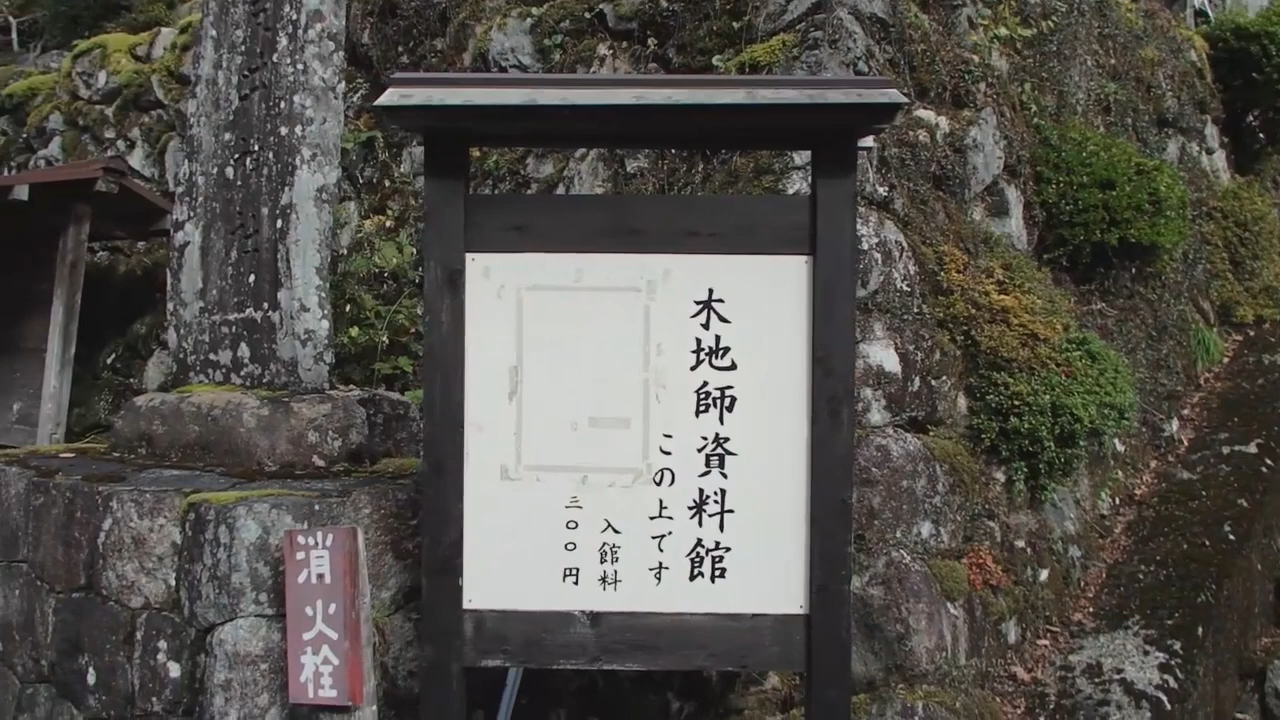 木地師資料館
この上です
入館料
三〇〇円
消火栓